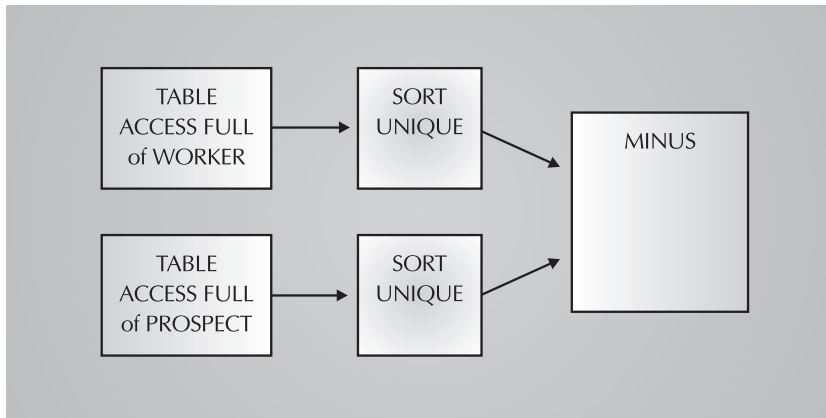 TABLE
ACCESS FULL
of WORKER
SORT
UNIQUE
MINUS
TABLE
ACCESS FULL
of PROSPECT
SORT
UNIQUE